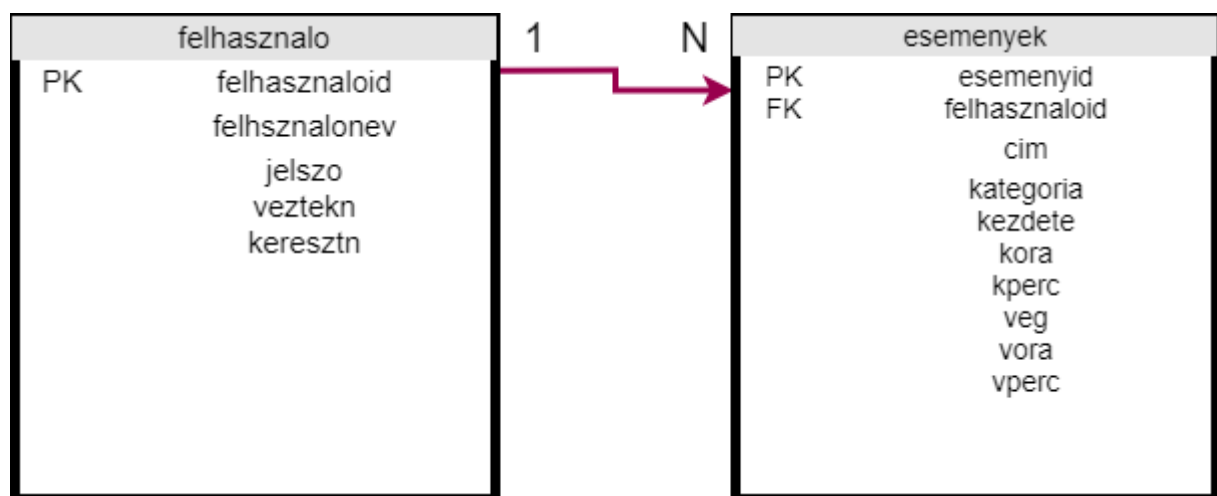 felhasznalo
PK felhasznaloid
felhsznalonev
jelszo
veztekn
keresztn
1 N
esemenyek
PK esemenyid
FK felhasznaloid
cim
kategoria
kezdete
kora
kperc
veg
vora
vperc